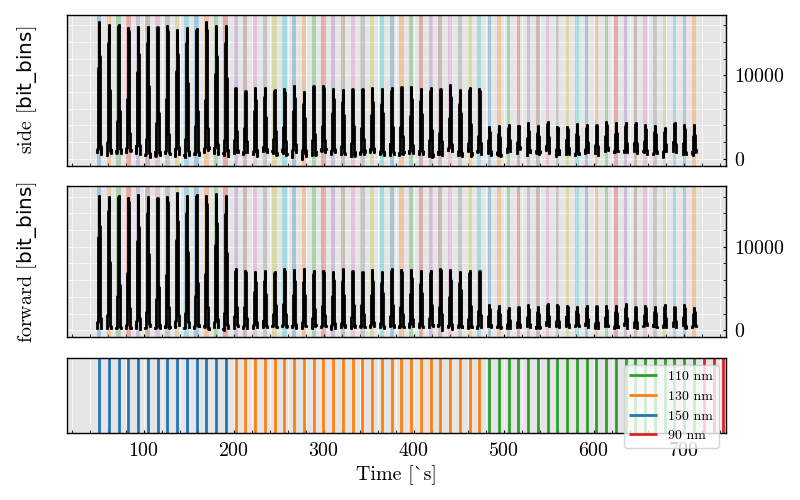 side [bit_bins]
10000
0
forward [bit_bins]
10000
0
110 nm
130 nm
150 nm
90 nm
100 200 300 400 500 600 700
Time [`s]